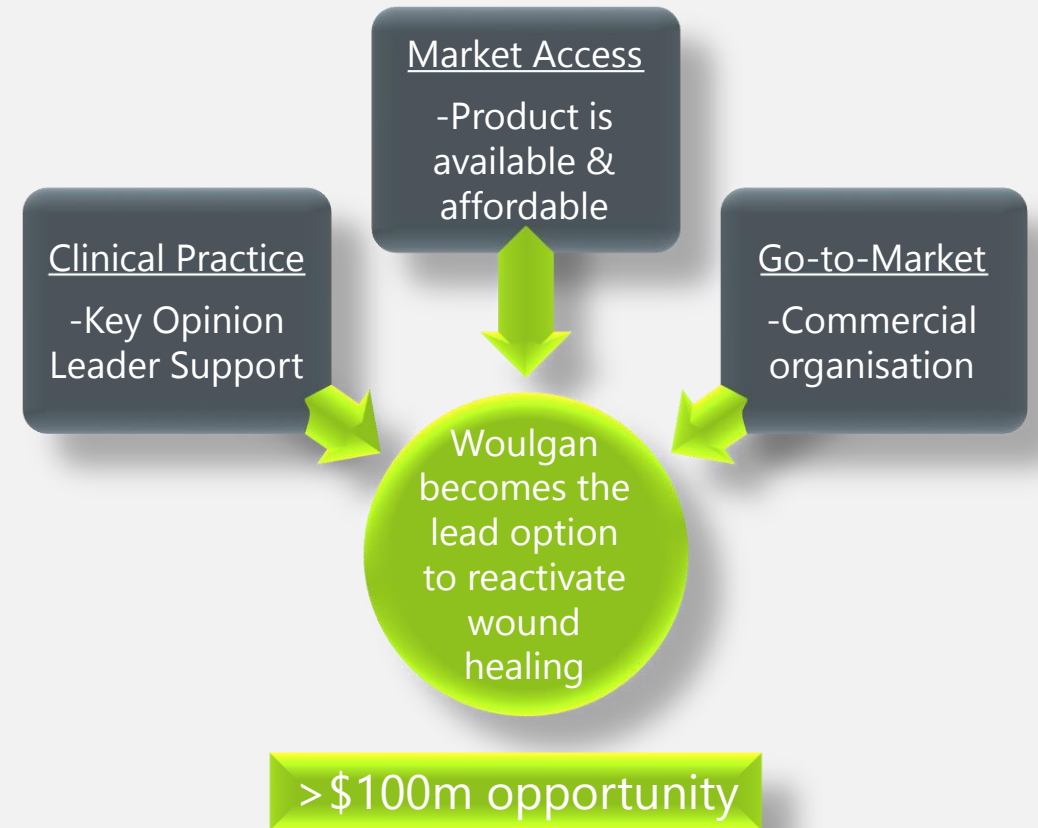 Market Access
-Product is
available &
affordable
Clinical Practice
-Key Opinion
Leader Support
Go-to-Market
-Commercial
organisation
Woulgan
becomes the
lead option
to reactivate
wound
healing
>$100m opportunity